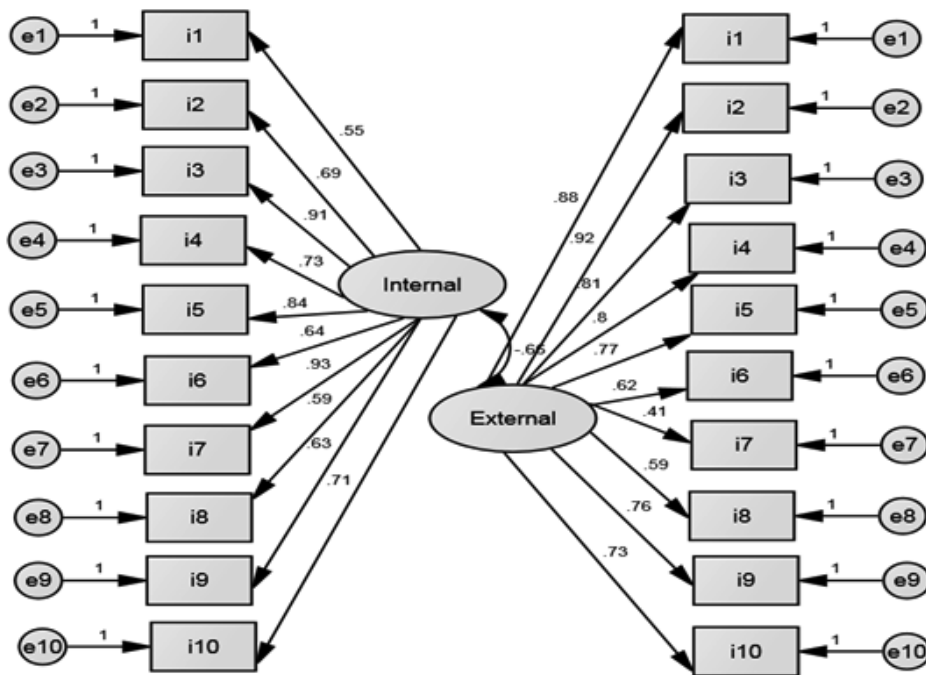 e1 1 i1
e2 1 i2
e3 1 i3
e4 1 i4
e5 1 i5
e6 1 i6
e7 1 i7
e8 1 i8
e9 1 i9
e10 1 i10
.55
.69
.91
.73
.84
.64
.93
.59
.63
.71
Internal
-.65
External
.88
.92
.81
.8
.77
.62
.41
.59
.76
.73
i1 1 e1
i2 1 e2
i3 1 e3
i4 1 e4
i5 1 e5
i6 1 e6
i7 1 e7
i8 1 e8
i9 1 e9
i10 1 e10